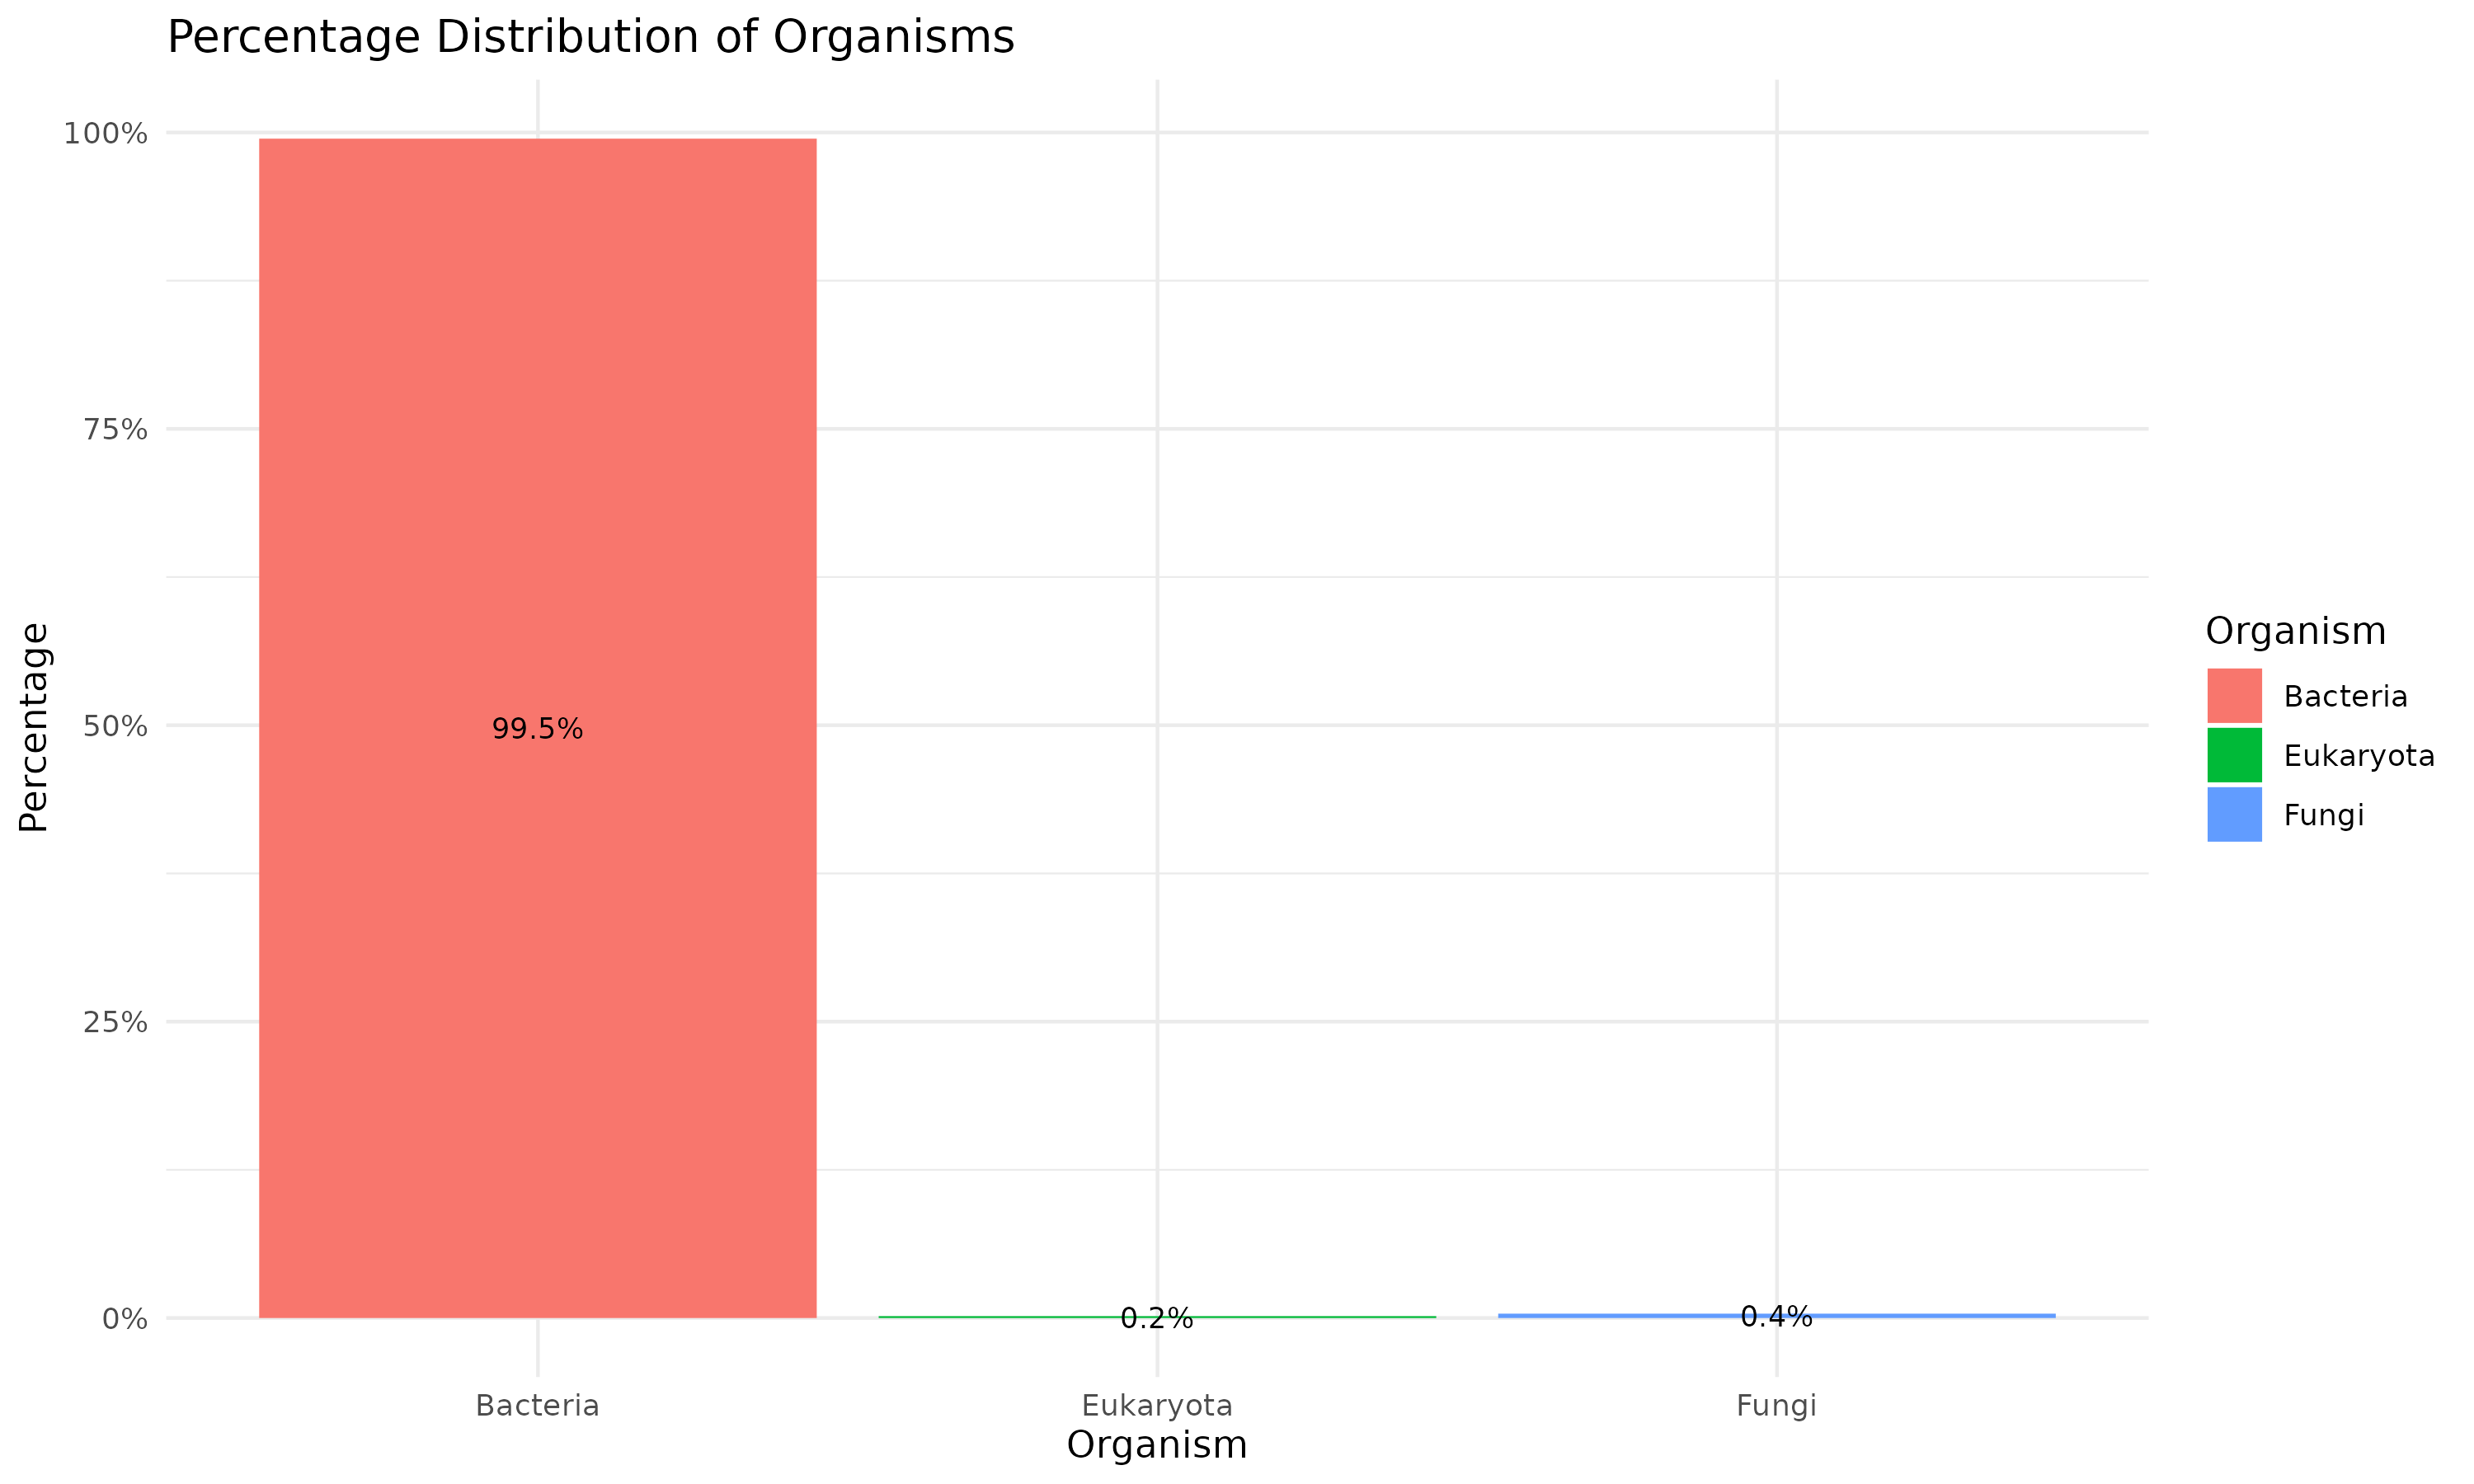 Percentage Distribution of Organisms
100%
75%
50%
25%
0%
Percentage
99.5%
0.2%
0.4%
Bacteria
Eukaryota
Fungi
Organism
Organism
Bacteria
Eukaryota
Fungi